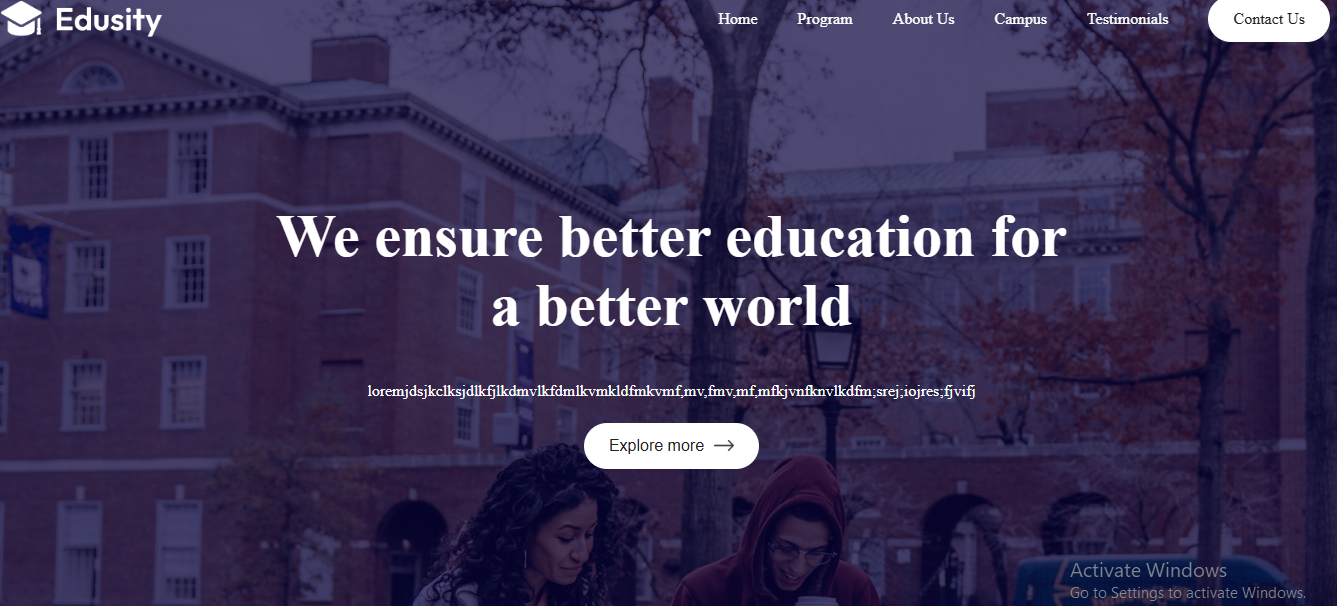 Edusity
Home Program About Us Campus Testimonials Contact Us
We ensure better education for
a better world
loremjdsjkclksjdlkfjlkdmvlkfdmlkvmkldfmkvmf,mv,fmv,mf,mfkjvnfknvlkdfm;srej;iojres;fjvifj
Explore more
Activate Windows
Go to Settings to activate Windows.